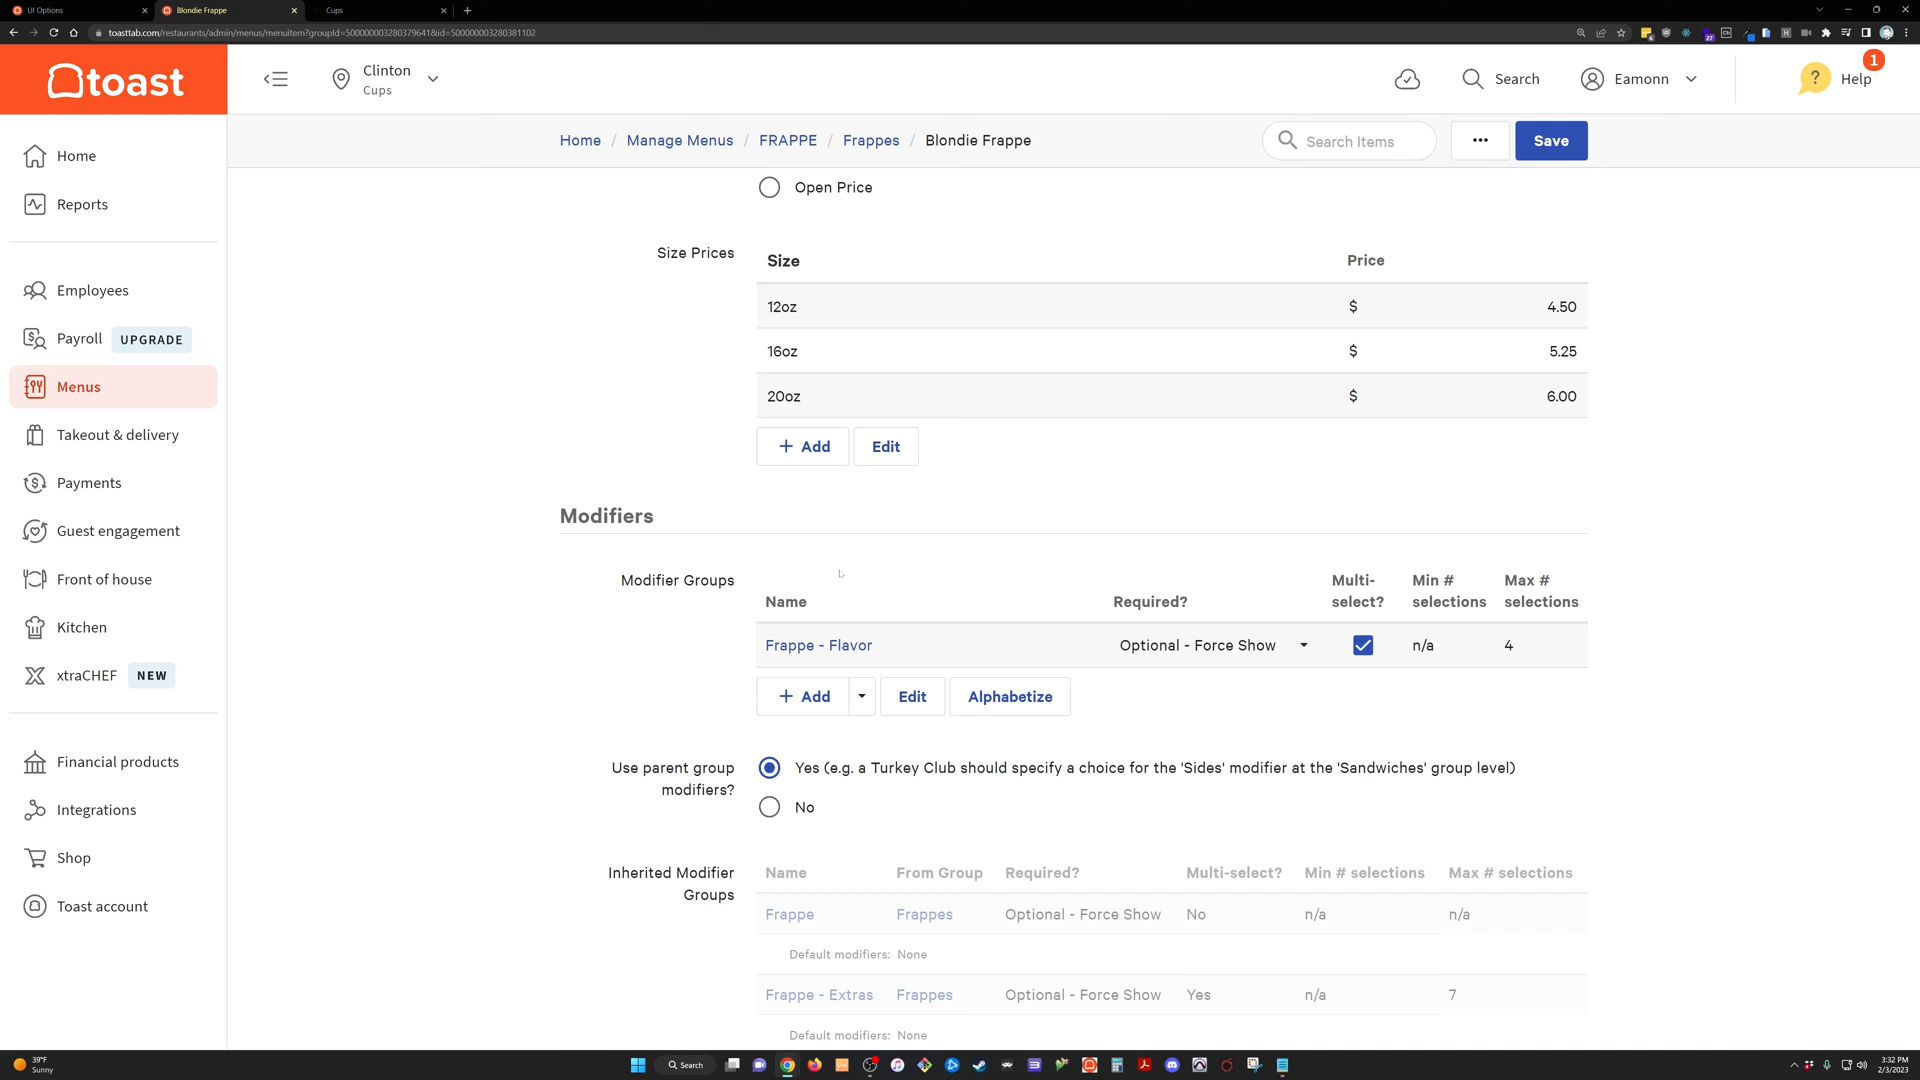 UI Options
Blondie Frappe
Cups
toasttab.com/restaurants/admin/menus/menuitem?groupId=500000003280379641&id=500000003280381102
toast
Clinton
Cups
Search
Eamonn
Help
1
Home / Manage Menus / FRAPPE / Frappes / Blondie Frappe
Search Items
Save
Home
Reports
Employees
Payroll UPGRADE
Menus
Takeout & delivery
Payments
Guest engagement
Front of house
Kitchen
xtraCHEF NEW
Financial products
Integrations
Shop
Toast account
Open Price
Size Prices
Size Price
12oz $ 4.50
16oz $ 5.25
20oz $ 6.00
+ Add Edit
Modifiers
Modifier Groups
Name Required? Multi-select? Min # selections Max # selections
Frappe - Flavor Optional - Force Show n/a 4
+ Add Edit Alphabetize
Use parent group modifiers?
Yes (e.g. a Turkey Club should specify a choice for the 'Sides' modifier at the 'Sandwiches' group level)
No
Inherited Modifier Groups
Name From Group Required? Multi-select? Min # selections Max # selections
Frappe Frappes Optional - Force Show No n/a n/a
Default modifiers: None
Frappe - Extras Frappes Optional - Force Show Yes n/a 7
Default modifiers: None
39°F
Sunny
Search
3:32 PM
2/3/2023